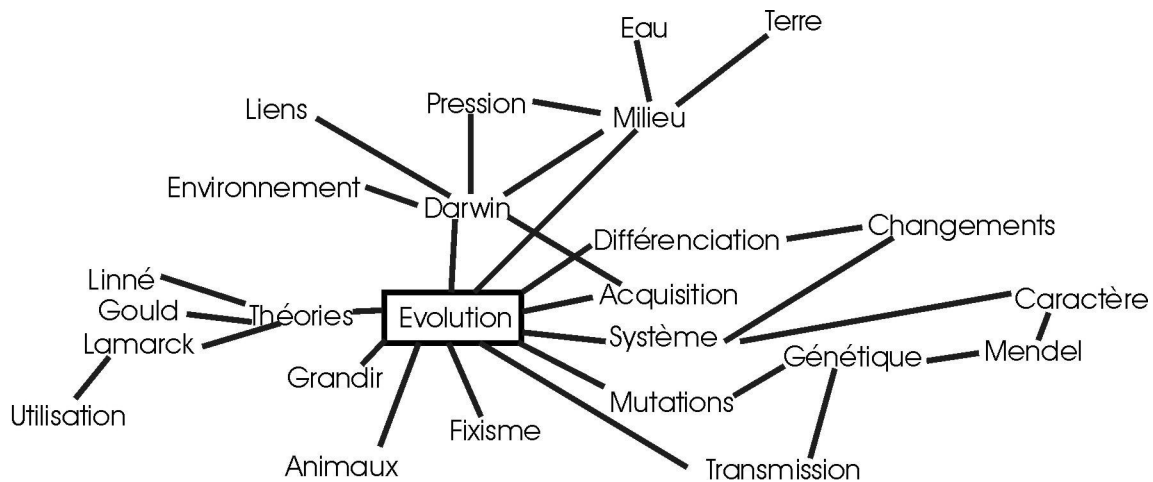 Terre
Eau
Pression
Liens
Milieu
Environnement
Darwin
Changements
Différenciation
Linné
Acquisition
Caractère
Gould
Théories
Evolution
Système
Lamarck
Mendel
Génétique
Grandir
Mutations
Utilisation
Fixisme
Animaux
Transmission